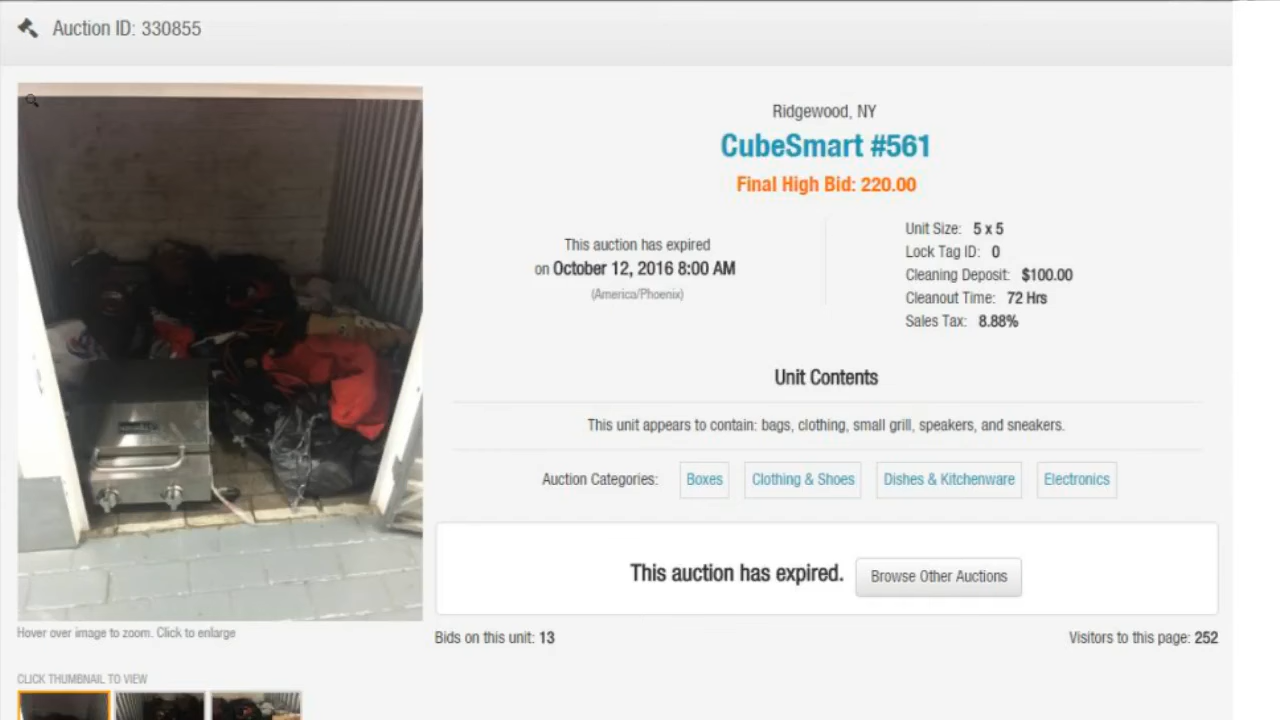 Auction ID: 330855
Ridgewood, NY
CubeSmart #561
Final High Bid: 220.00
This auction has expired
on October 12, 2016 8:00 AM
(America/Phoenix)
Unit Size: 5 x 5
Lock Tag ID: 0
Cleaning Deposit: $100.00
Cleanout Time: 72 Hrs
Sales Tax: 8.88%
Unit Contents
This unit appears to contain: bags, clothing, small grill, speakers, and sneakers.
Auction Categories: Boxes Clothing & Shoes Dishes & Kitchenware Electronics
This auction has expired. Browse Other Auctions
Hover over image to zoom. Click to enlarge
Bids on this unit: 13 Visitors to this page: 252
CLICK THUMBNAIL TO VIEW